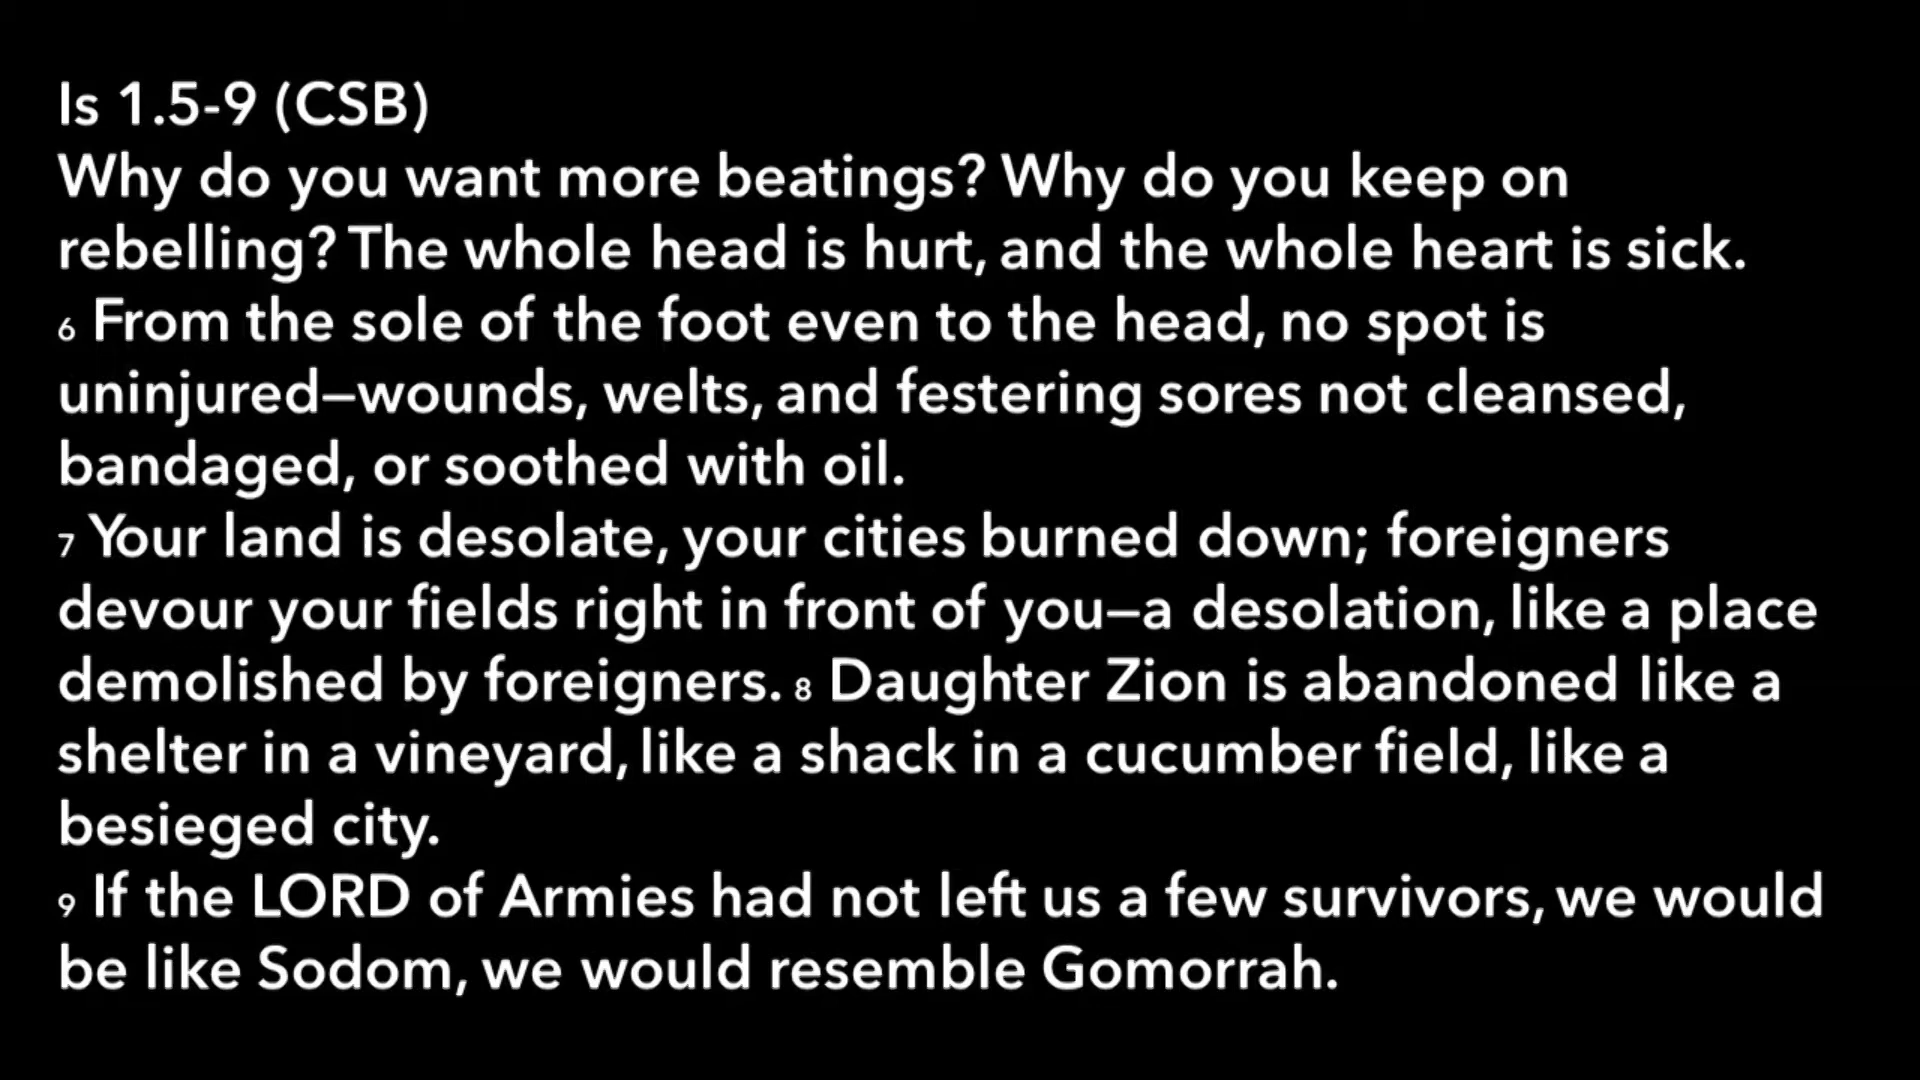 Is 1.5-9 (CSB)
Why do you want more beatings? Why do you keep on
rebelling? The whole head is hurt, and the whole heart is sick.
6 From the sole of the foot even to the head, no spot is
uninjured—wounds, welts, and festering sores not cleansed,
bandaged, or soothed with oil.
7 Your land is desolate, your cities burned down; foreigners
devour your fields right in front of you—a desolation, like a place
demolished by foreigners. 8 Daughter Zion is abandoned like a
shelter in a vineyard, like a shack in a cucumber field, like a
besieged city.
9 If the LORD of Armies had not left us a few survivors, we would
be like Sodom, we would resemble Gomorrah.